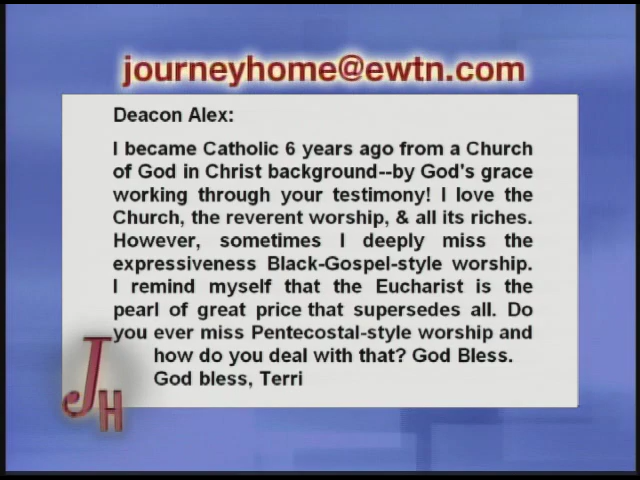 journeyhome@ewtn.com
Deacon Alex:
I became Catholic 6 years ago from a Church
of God in Christ background--by God's grace
working through your testimony! I love the
Church, the reverent worship, & all its riches.
However, sometimes I deeply miss the
expressiveness Black-Gospel-style worship.
I remind myself that the Eucharist is the
pearl of great price that supersedes all. Do
you ever miss Pentecostal-style worship and
how do you deal with that? God Bless.
God bless, Terri
JH